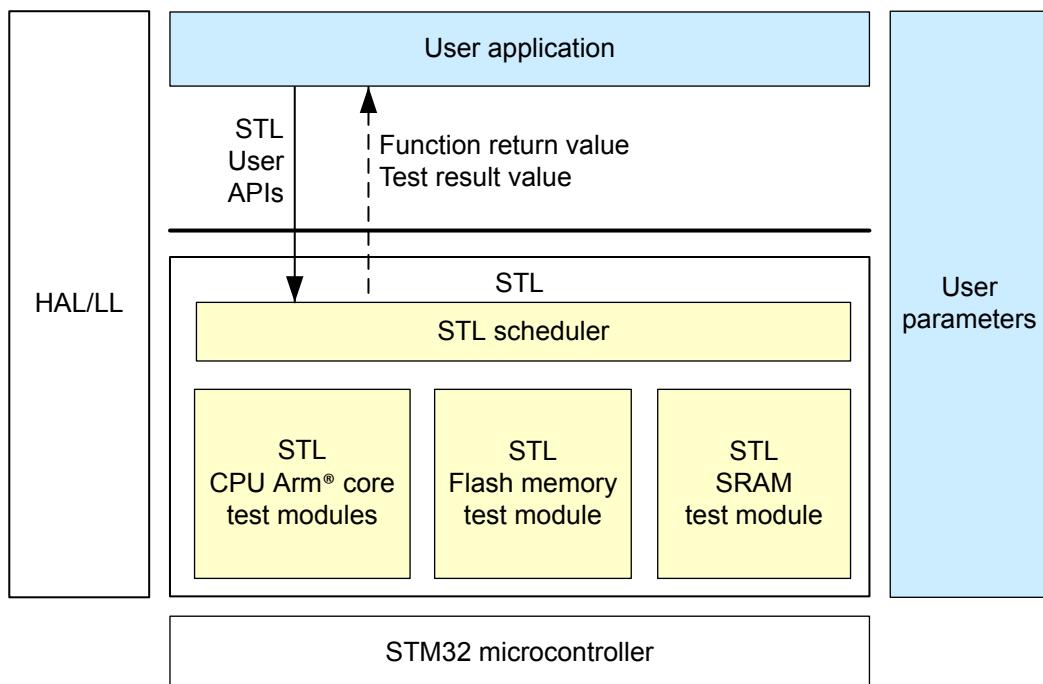 User application
STL
User
APIs
Function return value
Test result value
HAL/LL
User
parameters
STL
STL scheduler
STL
CPU Arm® core
test modules
STL
Flash memory
test module
STL
SRAM
test module
STM32 microcontroller